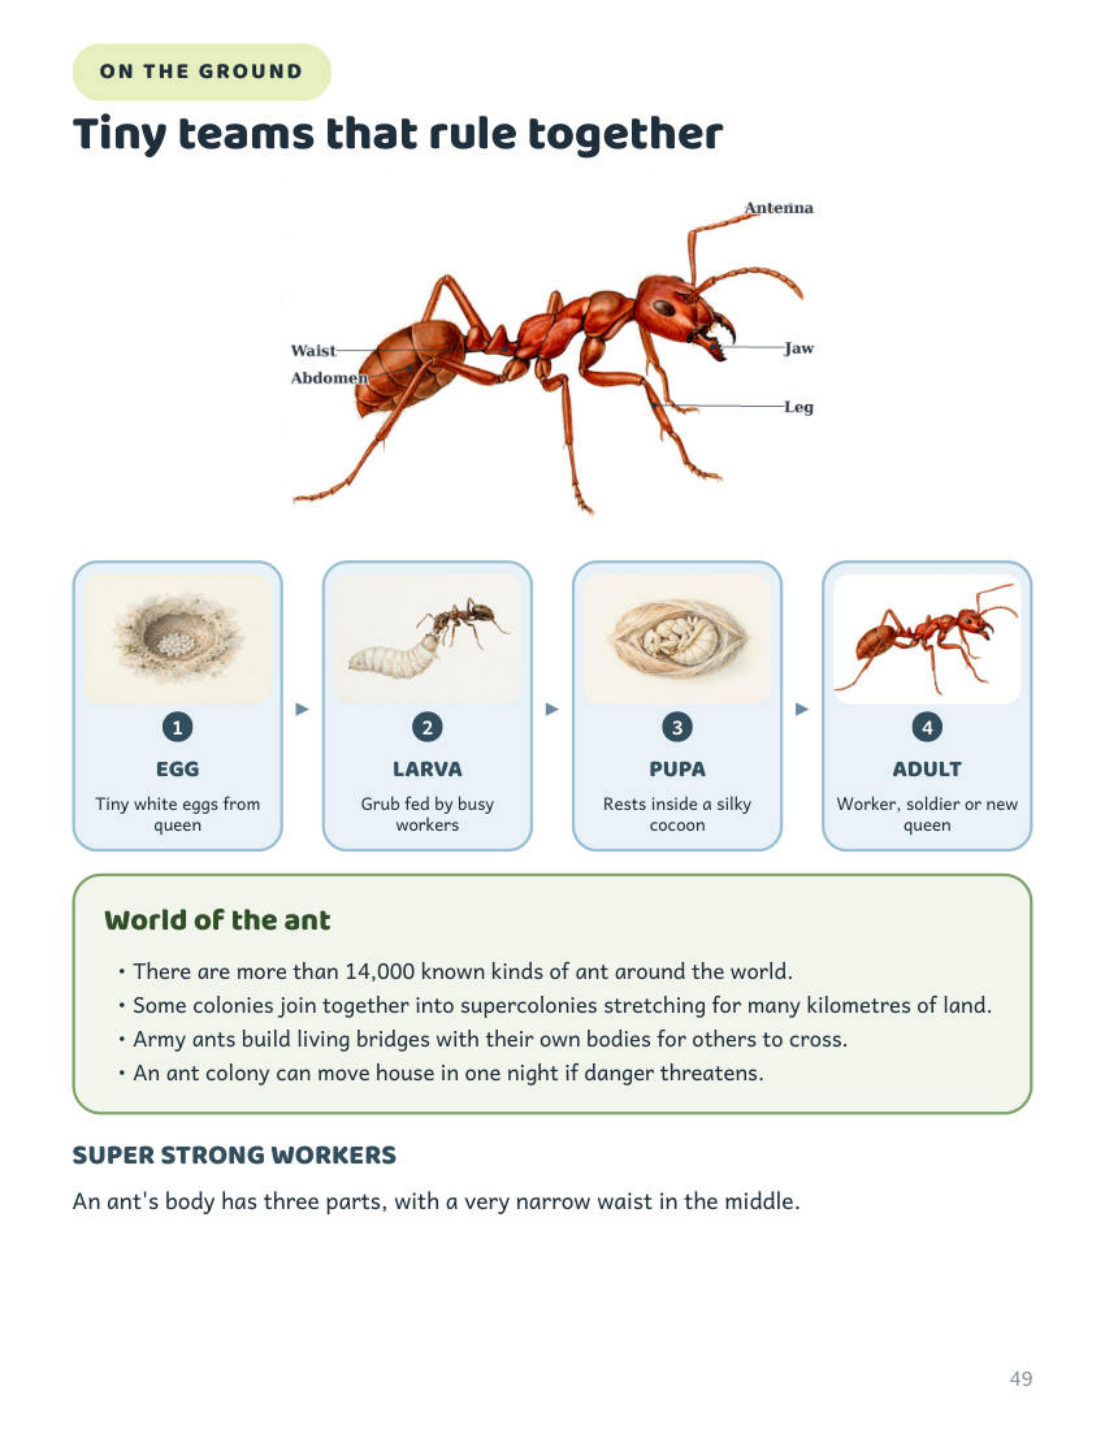 ON THE GROUND
Tiny teams that rule together
Antenna
Waist
Jaw
Abdomen
Leg
1
EGG
Tiny white eggs from
queen
2
LARVA
Grub fed by busy
workers
3
PUPA
Rests inside a silky
cocoon
4
ADULT
Worker, soldier or new
queen
World of the ant
• There are more than 14,000 known kinds of ant around the world.
• Some colonies join together into supercolonies stretching for many kilometres of land.
• Army ants build living bridges with their own bodies for others to cross.
• An ant colony can move house in one night if danger threatens.
SUPER STRONG WORKERS
An ant's body has three parts, with a very narrow waist in the middle.
49